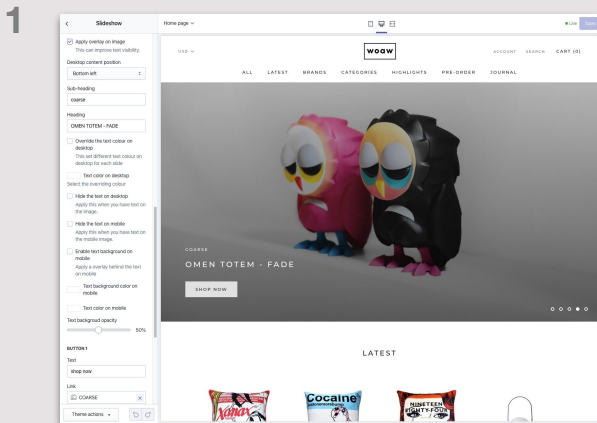 1
Slideshow
Home page
Live
Save
Apply overlay on image
This can improve text visibility.
Desktop content position
Bottom left
Sub-heading
coarse
Heading
OMEN TOTEM - FADE
Override the text colour on
desktop
This set different text colour on
desktop for each slide
Text color on desktop
Select the overriding colour
Hide the text on desktop
Apply this when you have text on
the image.
Hide the text on mobile
Apply this when you have text on
the mobile image.
Enable text background on
mobile
Apply a overlay behind the text
on mobile
Text background color on
mobile
Text color on mobile
Text backgroud opacity
50%
BUTTON 1
Text
shop now
Link
COARSE
Theme actions
USD
woaw
ACCOUNT SEARCH CART (0)
ALL LATEST BRANDS CATEGORIES HIGHLIGHTS PRE-ORDER JOURNAL
COARSE
OMEN TOTEM - FADE
SHOP NOW
LATEST
Xanax
Cocaine
NINETEEN
EIGHTY-FOUR